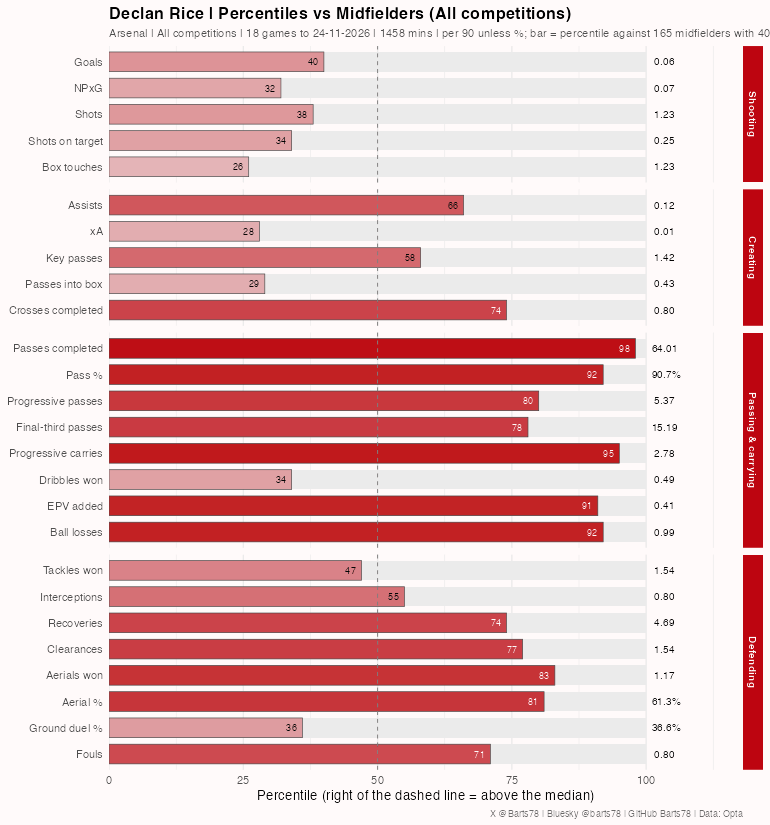 Declan Rice | Percentiles vs Midfielders (All competitions)
Arsenal | All competitions | 18 games to 24-11-2026 | 1458 mins | per 90 unless %; bar = percentile against 165 midfielders with 40
Shooting
Goals 40 0.06
NPxG 32 0.07
Shots 38 1.23
Shots on target 34 0.25
Box touches 26 1.23
Creating
Assists 66 0.12
xA 28 0.01
Key passes 58 1.42
Passes into box 29 0.43
Crosses completed 74 0.80
Passing & carrying
Passes completed 98 64.01
Pass % 92 90.7%
Progressive passes 80 5.37
Final-third passes 78 15.19
Progressive carries 95 2.78
Dribbles won 34 0.49
EPV added 91 0.41
Ball losses 92 0.99
Defending
Tackles won 47 1.54
Interceptions 55 0.80
Recoveries 74 4.69
Clearances 77 1.54
Aerials won 83 1.17
Aerial % 81 61.3%
Ground duel % 36 36.6%
Fouls 71 0.80
0 25 50 75 100
Percentile (right of the dashed line = above the median)
X @Barts78 | Bluesky @barts78 | GitHub Barts78 | Data: Opta